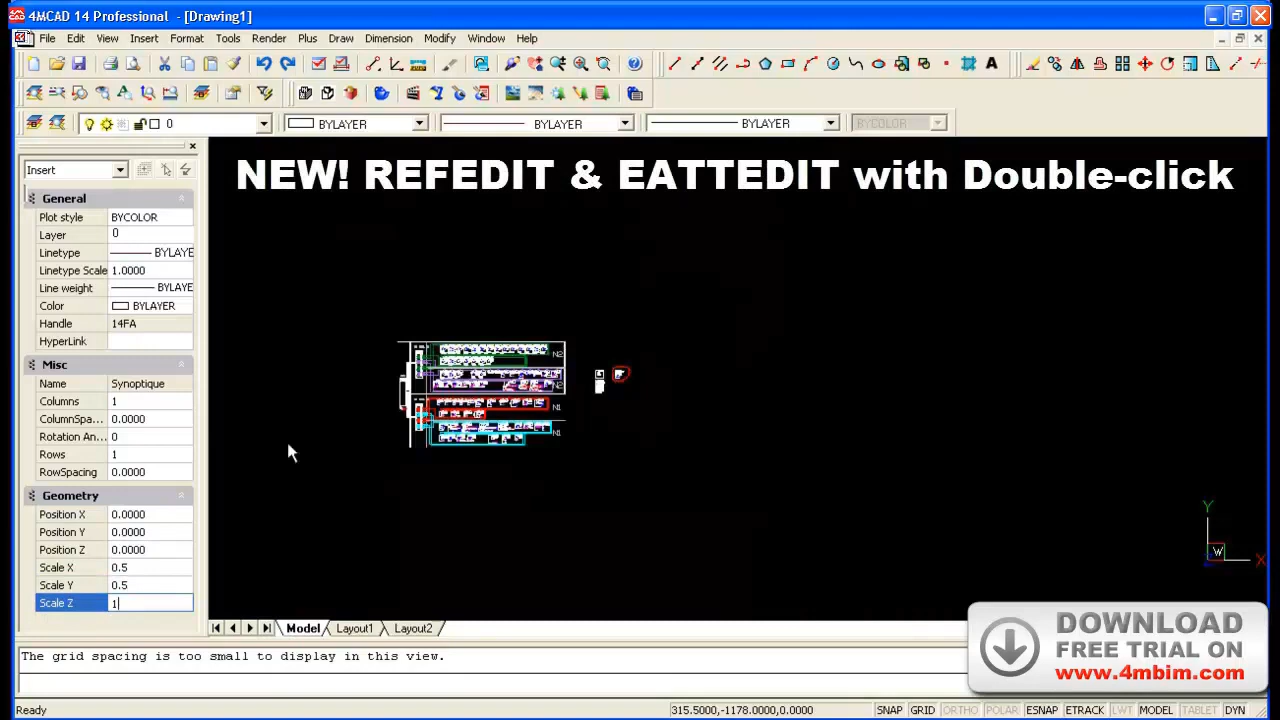 4MCAD 14 Professional - [Drawing1]
File Edit View Insert Format Tools Render Plus Draw Dimension Modify Window Help
0 BYLAYER BYLAYER BYLAYER BYCOLOR
NEW! REFEDIT & EATTEDIT with Double-click
Insert
General
Plot style BYCOLOR
Layer 0
Linetype BYLAYE
Linetype Scale 1.0000
Line weight BYLAYE
Color BYLAYER
Handle 14FA
HyperLink
Misc
Name Synoptique
Columns 1
ColumnSpa... 0.0000
Rotation An... 0
Rows 1
RowSpacing 0.0000
Geometry
Position X 0.0000
Position Y 0.0000
Position Z 0.0000
Scale X 0.5
Scale Y 0.5
Scale Z 1
N2
N2
N1
N1
Y
W
X
Model Layout1 Layout2
The grid spacing is too small to display in this view.
DOWNLOAD
FREE TRIAL ON
www.4mbim.com
Ready 315.5000,-1178.0000,0.0000 SNAP GRID ORTHO POLAR ESNAP ETRACK LWT MODEL TABLET DYN